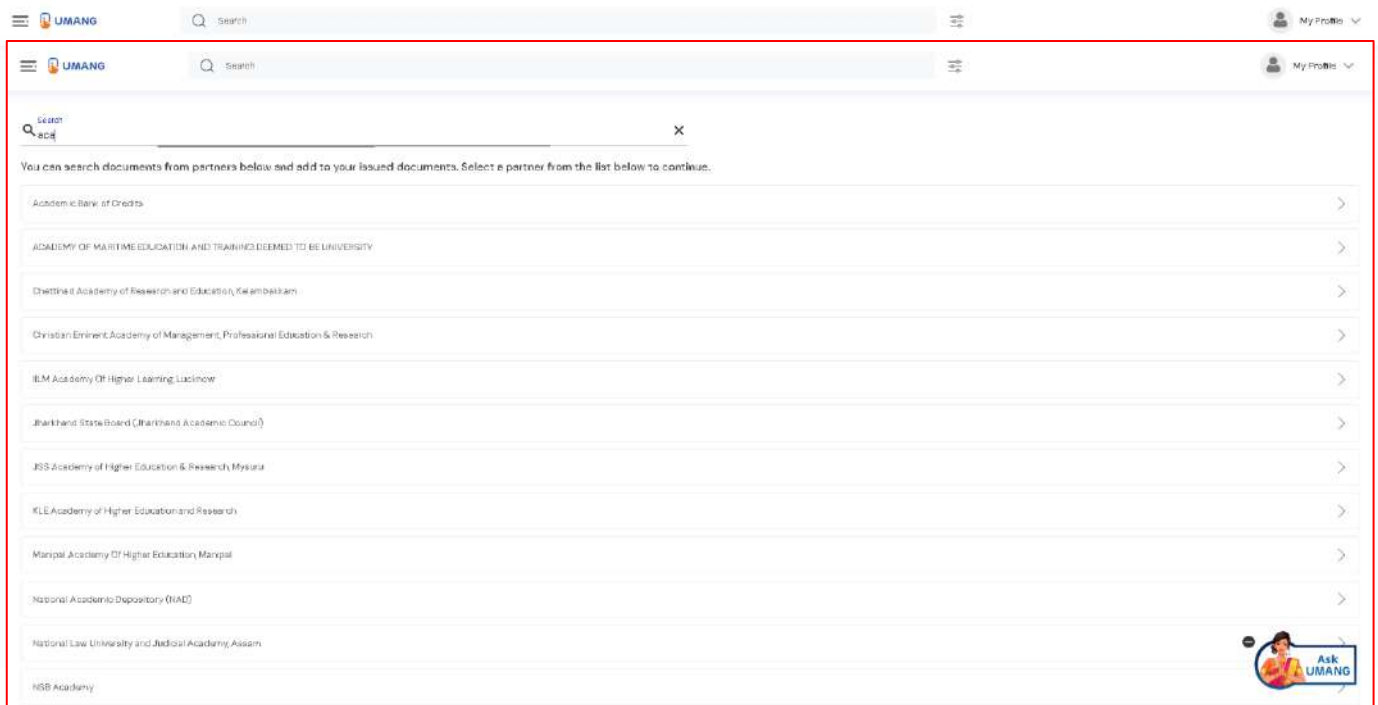 UMANG
Search
My Profile
UMANG
Search
My Profile
Search
aca
You can search documents from partners below and add to your issued documents. Select a partner from the list below to continue.
Academic Bank of Credits
ACADEMY OF MARITIME EDUCATION AND TRAINING DEEMED TO BE UNIVERSITY
Chettinad Academy of Research and Education, Kelambakkam
Christian Eminent Academy of Management, Professional Education & Research
IILM Academy Of Higher Learning, Lucknow
Jharkhand State Board (Jharkhand Academic Council)
JSS Academy of Higher Education & Research, Mysuru
KLE Academy of Higher Education and Research
Manipal Academy Of Higher Education, Manipal
National Academic Depository (NAD)
National Law University and Judicial Academy, Assam
Ask
UMANG
NSB Academy